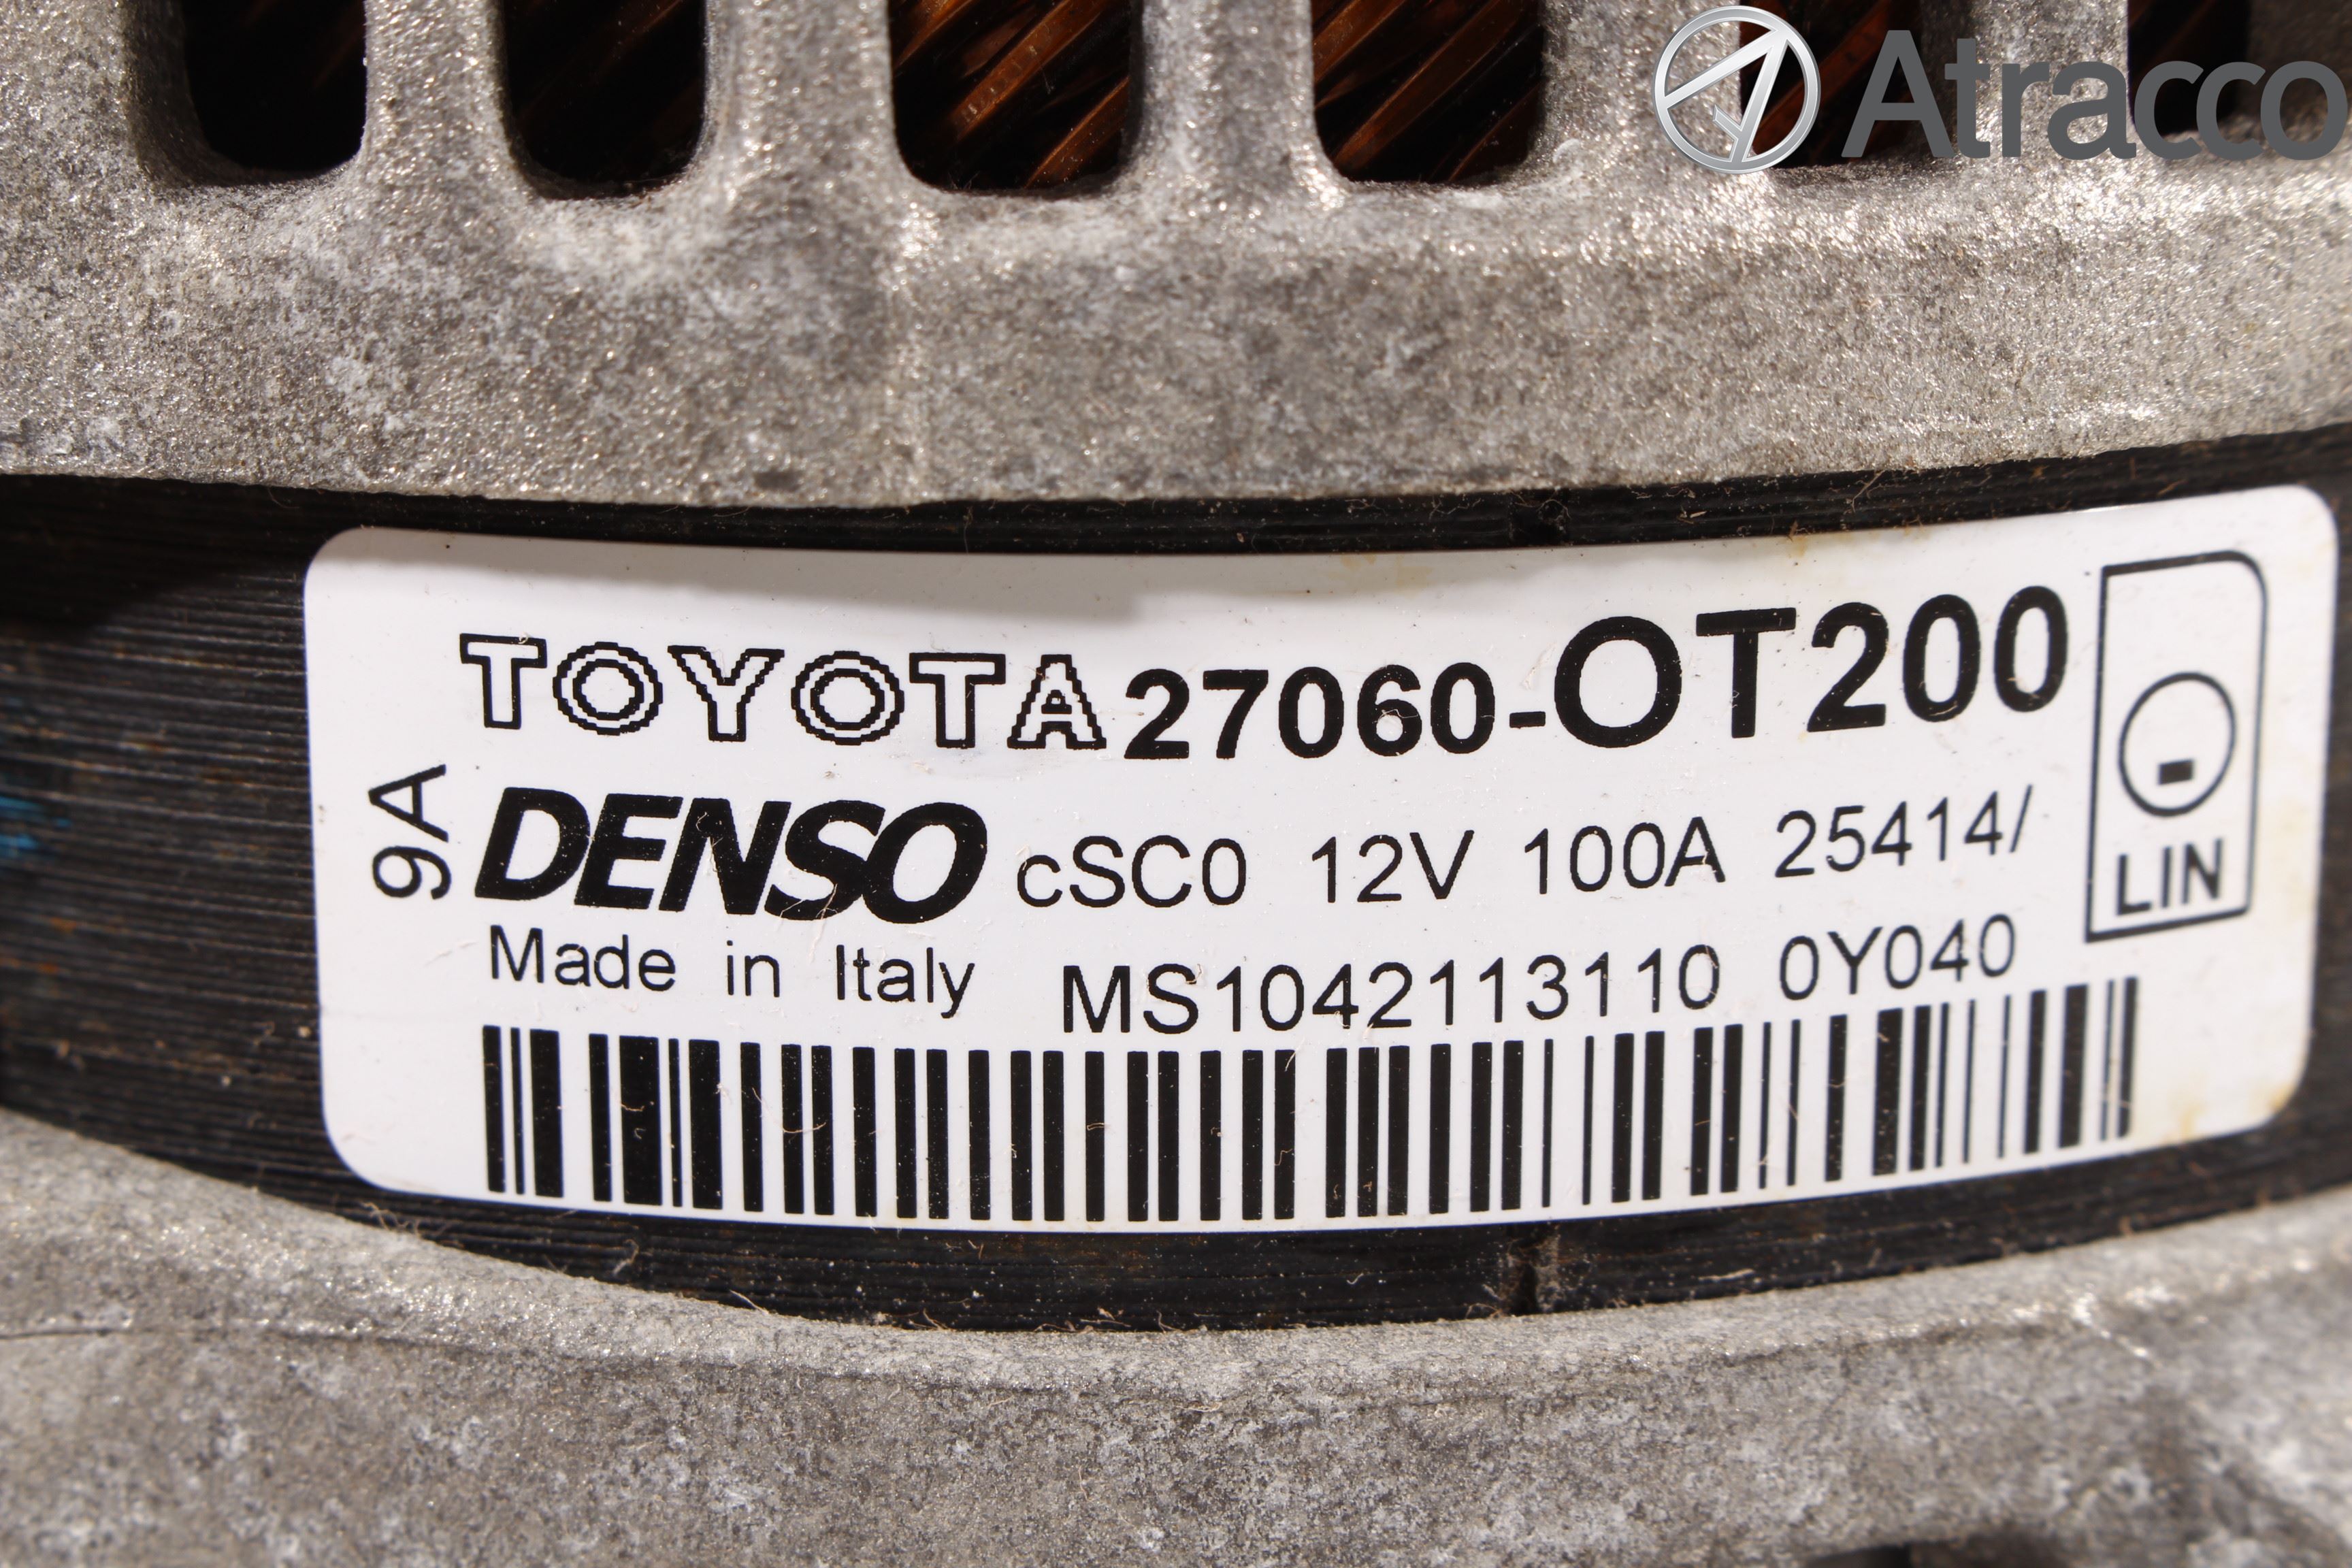 Atracco
TOYOTA 27060-OT200
9A
DENSO cSC0 12V 100A 25414/
LIN
Made in Italy MS1042113110 0Y040